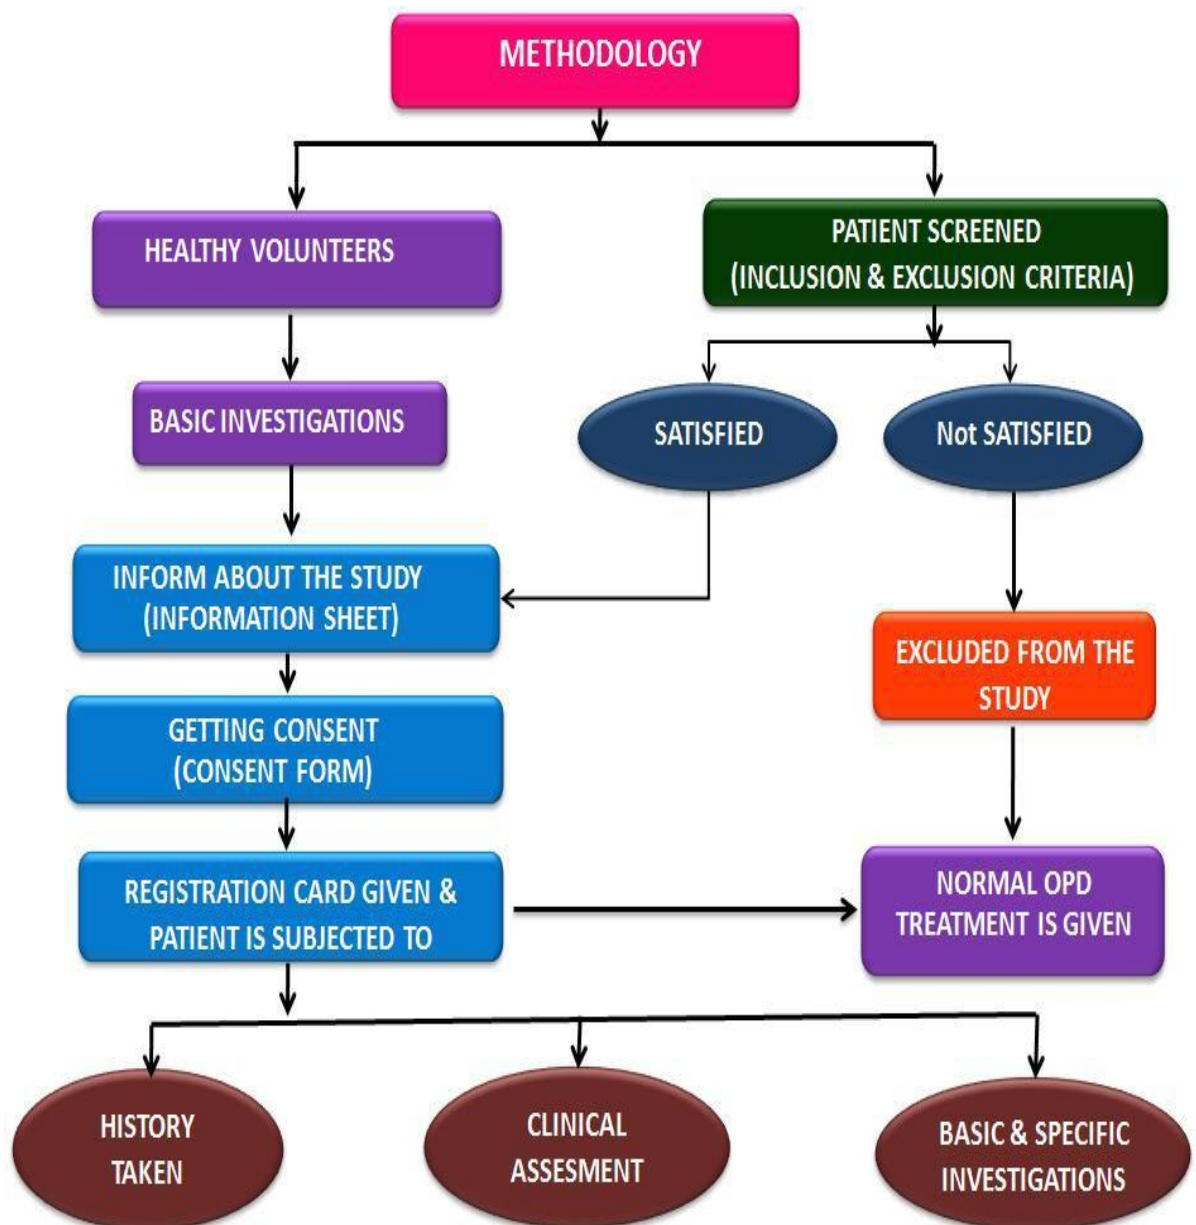 METHODOLOGY
HEALTHY VOLUNTEERS
PATIENT SCREENED
(INCLUSION & EXCLUSION CRITERIA)
BASIC INVESTIGATIONS
SATISFIED
Not SATISFIED
INFORM ABOUT THE STUDY
(INFORMATION SHEET)
EXCLUDED FROM THE
STUDY
GETTING CONSENT
(CONSENT FORM)
REGISTRATION CARD GIVEN &
PATIENT IS SUBJECTED TO
NORMAL OPD
TREATMENT IS GIVEN
HISTORY
TAKEN
CLINICAL
ASSESMENT
BASIC & SPECIFIC
INVESTIGATIONS